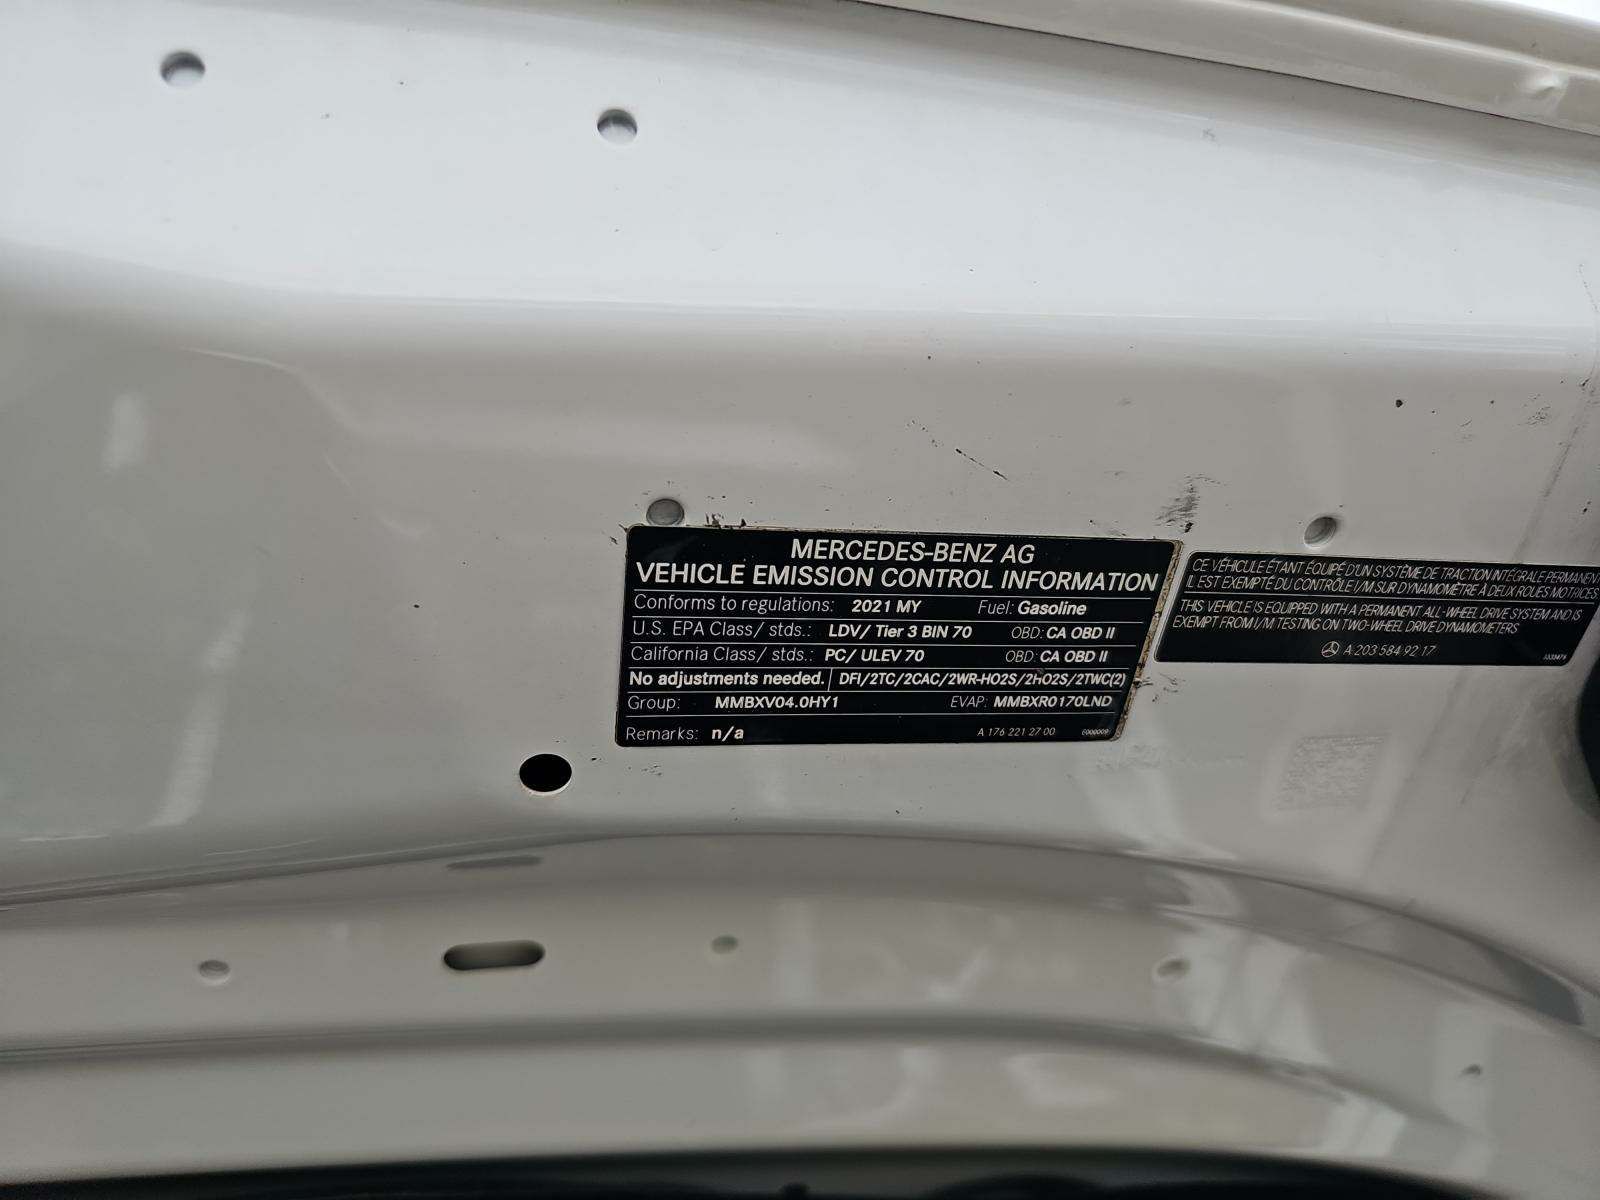 MERCEDES-BENZ AG
VEHICLE EMISSION CONTROL INFORMATION
Conforms to regulations: 2021 MY Fuel: Gasoline
U.S. EPA Class/ stds.: LDV/ Tier 3 BIN 70 OBD: CA OBD II
California Class/ stds.: PC/ ULEV 70 OBD: CA OBD II
No adjustments needed. DFI/2TC/2CAC/2WR-HO2S/2HO2S/2TWC(2)
Group: MMBXV04.0HY1 EVAP: MMBXR0170LND
Remarks: n/a A 176 221 27 00
CE VÉHICULE ÉTANT ÉQUIPÉ D'UN SYSTÈME DE TRACTION INTÉGRALE PERMANENT
IL EST EXEMPTÉ DU CONTRÔLE I/M SUR DYNAMOMÈTRE À DEUX ROUES MOTRICES
THIS VEHICLE IS EQUIPPED WITH A PERMANENT ALL-WHEEL DRIVE SYSTEM AND IS
EXEMPT FROM I/M TESTING ON TWO-WHEEL DRIVE DYNAMOMETERS
A 203 584 92 17